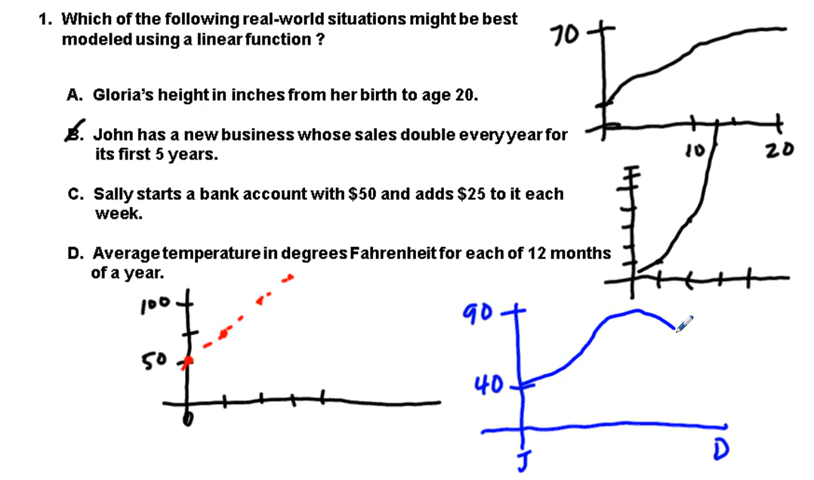 1. Which of the following real-world situations might be best
modeled using a linear function ?
70
A. Gloria's height in inches from her birth to age 20.
B. John has a new business whose sales double every year for
its first 5 years.
10
20
C. Sally starts a bank account with $50 and adds $25 to it each
week.
D. Average temperature in degrees Fahrenheit for each of 12 months
of a year.
100
50
0
90
40
J
D